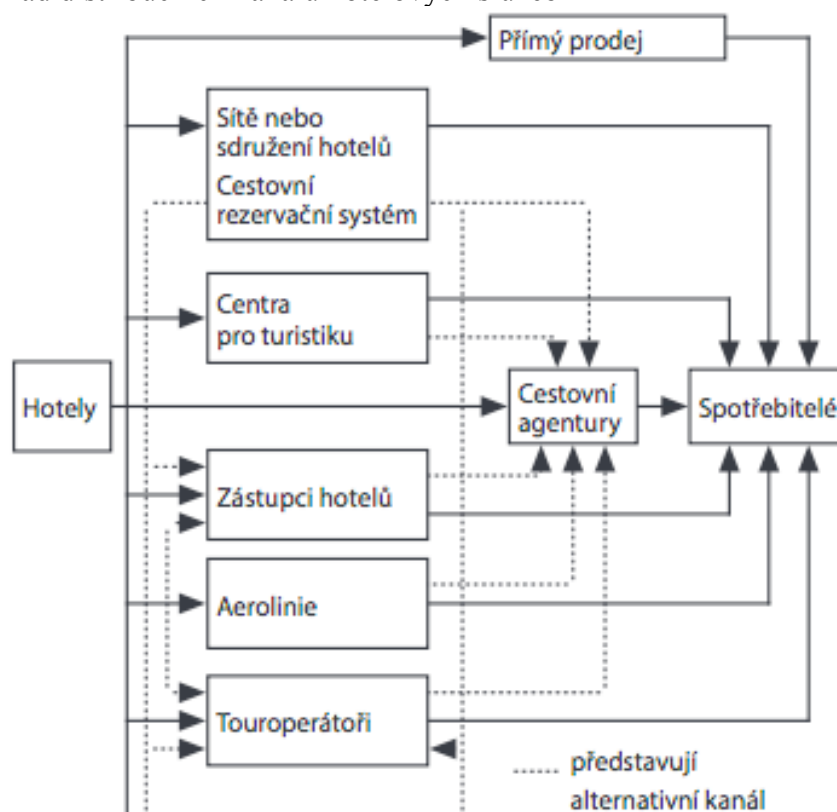 Přímý prodej
Sítě nebo
sdružení hotelů
Cestovní
rezervační systém
Centra
pro turistiku
Hotely
Cestovní
agentury
Spotřebitelé
Zástupci hotelů
Aerolinie
Touroperátoři
...... představují
alternativní kanál